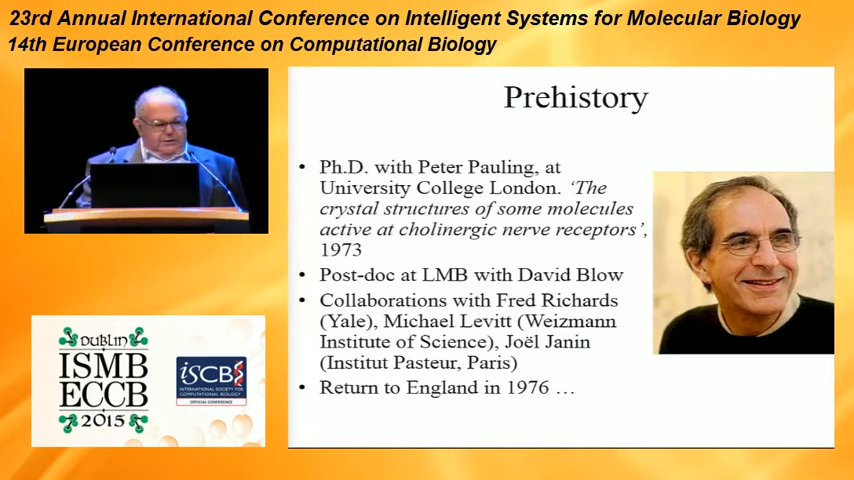 23rd Annual International Conference on Intelligent Systems for Molecular Biology
14th European Conference on Computational Biology
Prehistory
• Ph.D. with Peter Pauling, at
University College London. ‘The
crystal structures of some molecules
active at cholinergic nerve receptors’,
1973
• Post-doc at LMB with David Blow
• Collaborations with Fred Richards
(Yale), Michael Levitt (Weizmann
Institute of Science), Joël Janin
(Institut Pasteur, Paris)
• Return to England in 1976 …
DUBLIN
ISMB
ECCB
2015
iSCB
INTERNATIONAL SOCIETY FOR
COMPUTATIONAL BIOLOGY
OFFICIAL CONFERENCE